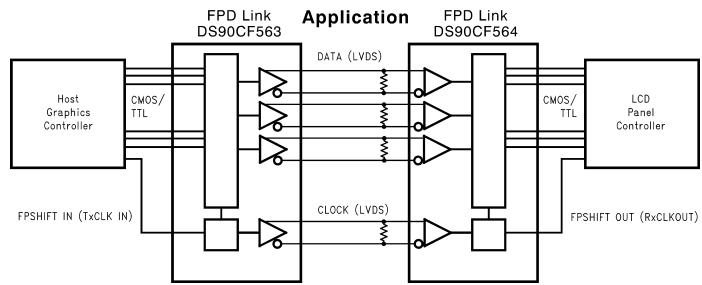 Application
FPD Link
DS90CF563
FPD Link
DS90CF564
DATA (LVDS)
Host
Graphics
Controller
CMOS/
TTL
CMOS/
TTL
LCD
Panel
Controller
CLOCK (LVDS)
FPSHIFT IN (TxCLK IN)
FPSHIFT OUT (RxCLKOUT)